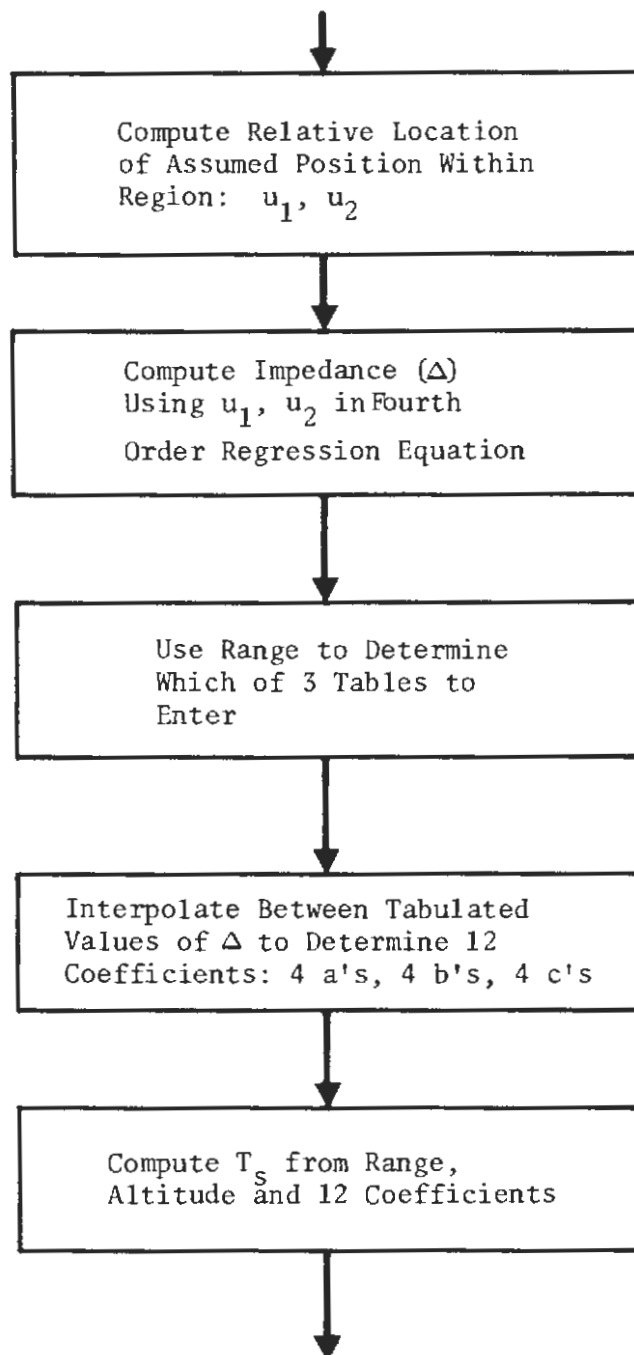 Compute Relative Location
of Assumed Position Within
Region: u₁, u₂
Compute Impedance (Δ)
Using u₁, u₂ in Fourth
Order Regression Equation
Use Range to Determine
Which of 3 Tables to
Enter
Interpolate Between Tabulated
Values of Δ to Determine 12
Coefficients: 4 a's, 4 b's, 4 c's
Compute Tₛ from Range,
Altitude and 12 Coefficients